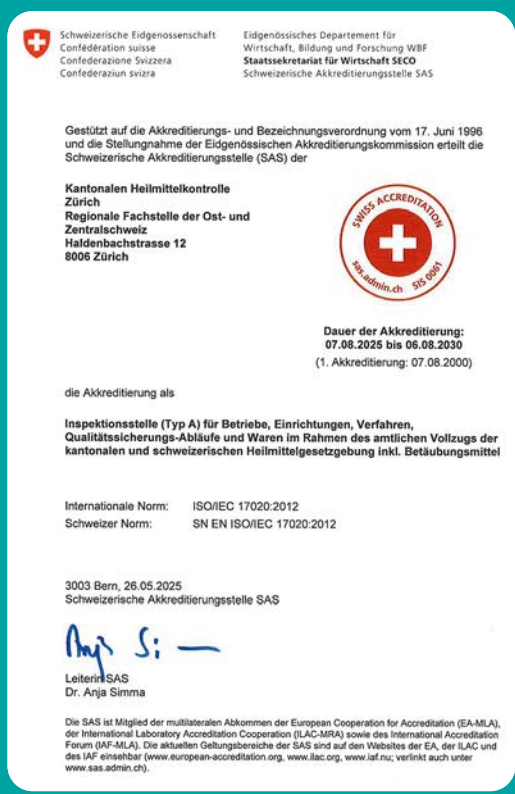 Schweizerische Eidgenossenschaft
Confédération suisse
Confederazione Svizzera
Confederaziun svizra
Eidgenössisches Departement für
Wirtschaft, Bildung und Forschung WBF
Staatssekretariat für Wirtschaft SECO
Schweizerische Akkreditierungsstelle SAS
Gestützt auf die Akkreditierungs- und Bezeichnungsverordnung vom 17. Juni 1996
und die Stellungnahme der Eidgenössischen Akkreditierungskommission erteilt die
Schweizerische Akkreditierungsstelle (SAS) der
Kantonalen Heilmittelkontrolle
Zürich
Regionale Fachstelle der Ost- und
Zentralschweiz
Haldenbachstrasse 12
8006 Zürich
SWISS ACCREDITATION
sas.admin.ch SIS 0061
Dauer der Akkreditierung:
07.08.2025 bis 06.08.2030
(1. Akkreditierung: 07.08.2000)
die Akkreditierung als
Inspektionsstelle (Typ A) für Betriebe, Einrichtungen, Verfahren,
Qualitätssicherungs-Abläufe und Waren im Rahmen des amtlichen Vollzugs der
kantonalen und schweizerischen Heilmittelgesetzgebung inkl. Betäubungsmittel
Internationale Norm: ISO/IEC 17020:2012
Schweizer Norm: SN EN ISO/IEC 17020:2012
3003 Bern, 26.05.2025
Schweizerische Akkreditierungsstelle SAS
Leiterin SAS
Dr. Anja Simma
Die SAS ist Mitglied der multilateralen Abkommen der European Cooperation for Accreditation (EA-MLA),
der International Laboratory Accreditation Cooperation (ILAC-MRA) sowie des International Accreditation
Forum (IAF-MLA). Die aktuellen Geltungsbereiche der SAS sind auf den Websites der EA, der ILAC und
des IAF einsehbar (www.european-accreditation.org, www.ilac.org, www.iaf.nu; verlinkt auch unter
www.sas.admin.ch).